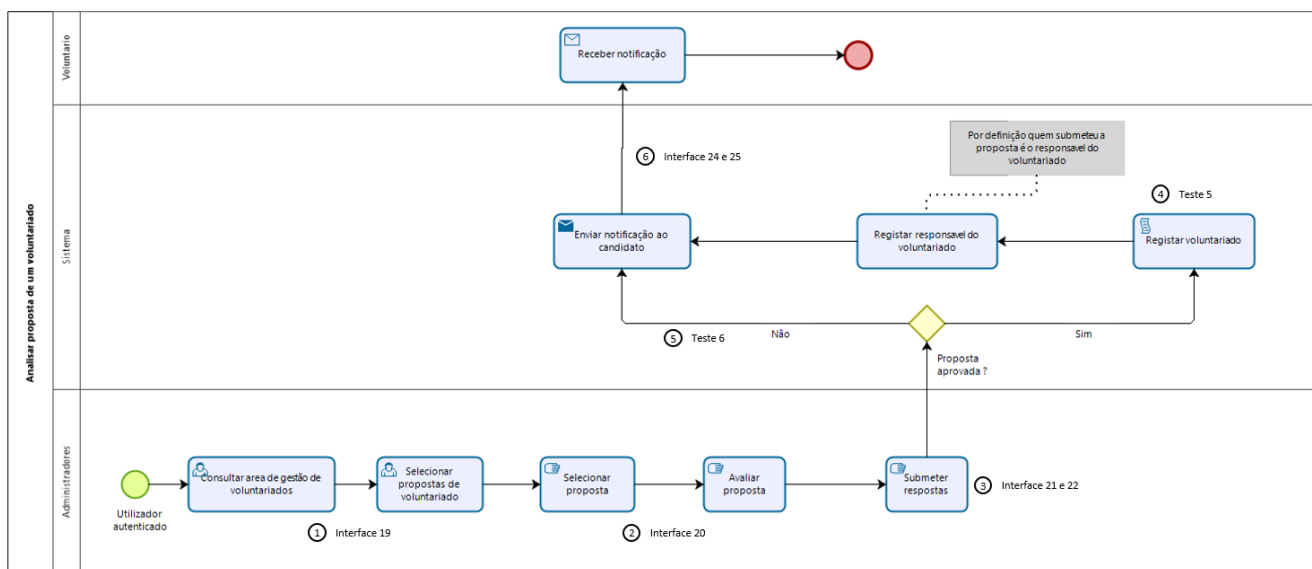 Analisar proposta de um voluntariado
Voluntario
Receber notificação
Sistema
6 Interface 24 e 25
Por definição quem submeteu a
proposta é o responsavel do
voluntariado
4 Teste 5
Enviar notificação ao
candidato
Registar responsavel do
voluntariado
Registar voluntariado
5 Teste 6
Não
Sim
Proposta
aprovada ?
Administradores
Utilizador
autenticado
Consultar area de gestão de
voluntariados
Selecionar
propostas de
voluntariado
Selecionar
proposta
Avaliar
proposta
Submeter
respostas
3 Interface 21 e 22
1 Interface 19
2 Interface 20